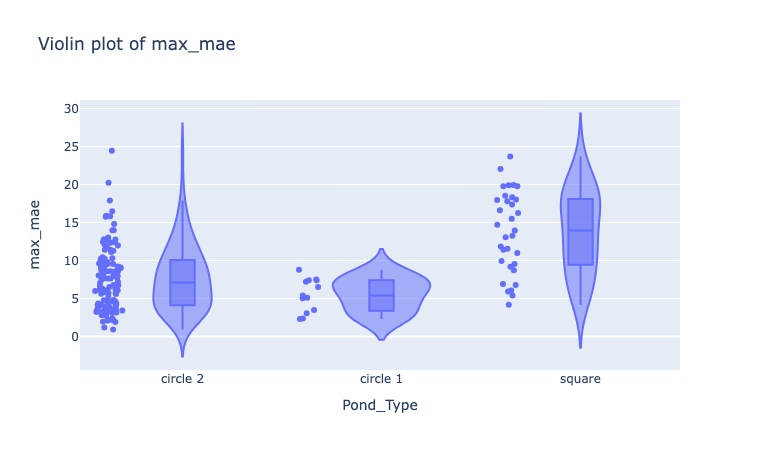 Violin plot of max_mae
30
25
20
15
10
5
0
max_mae
circle 2
circle 1
square
Pond_Type